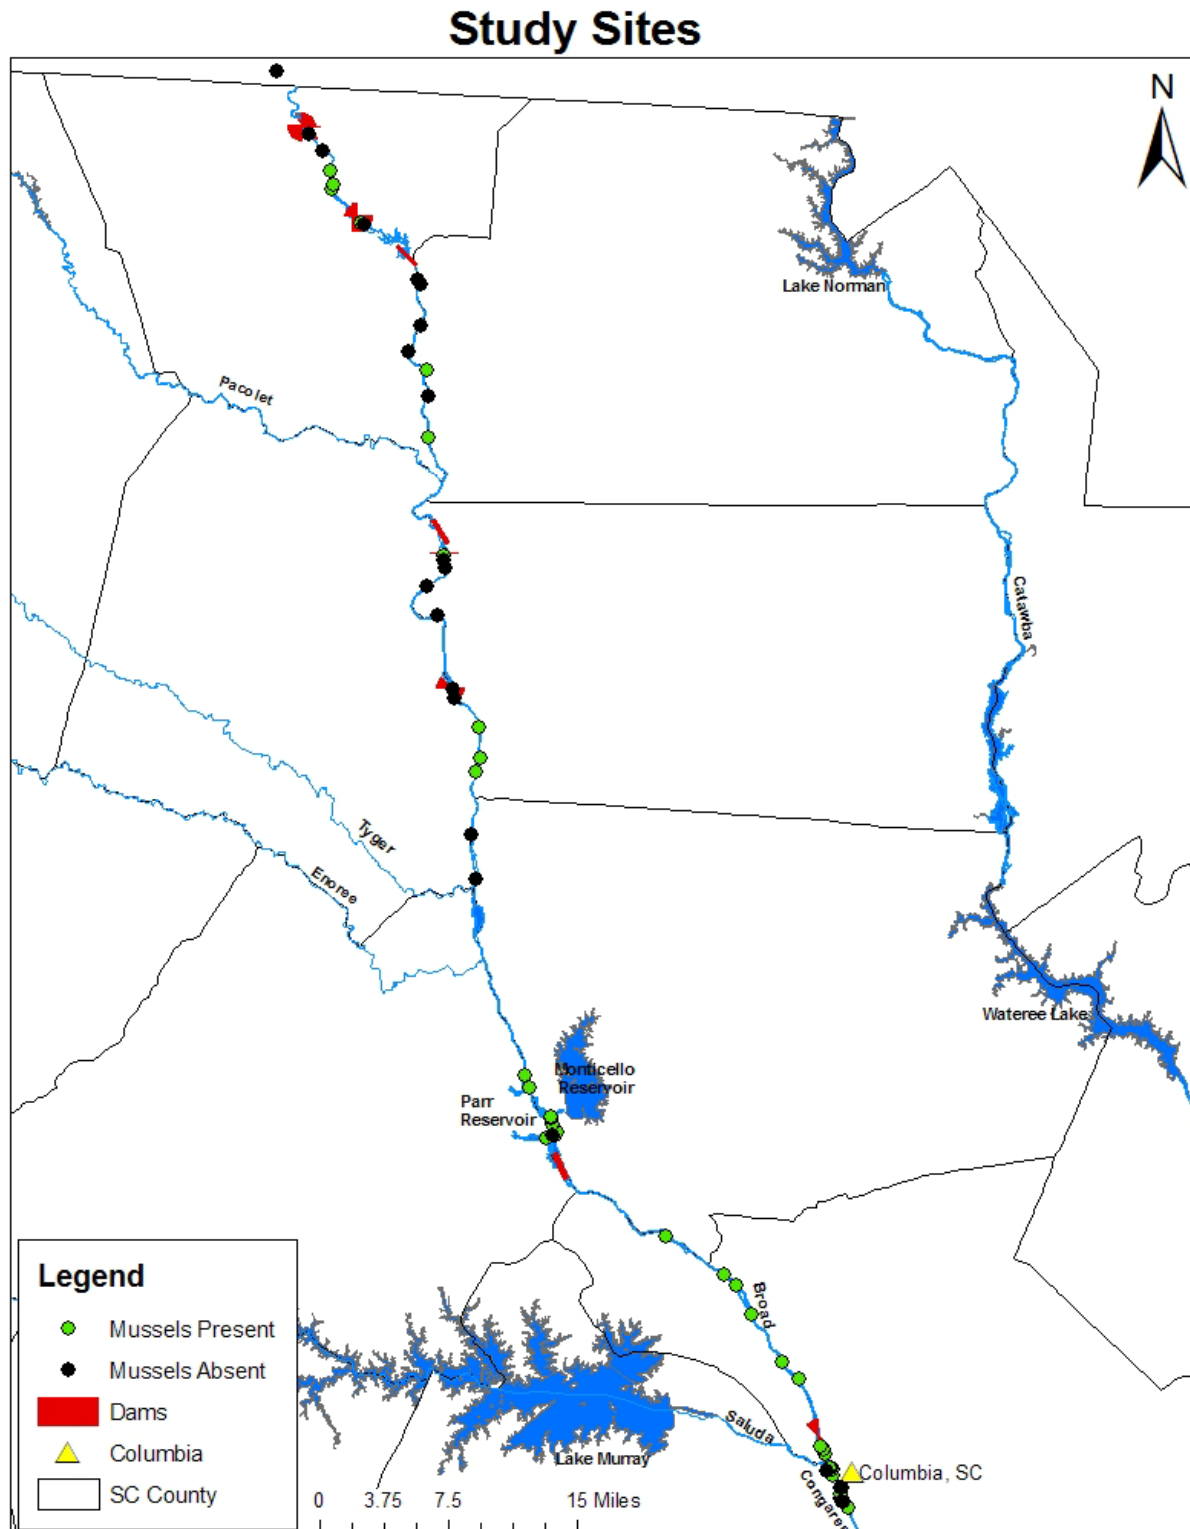 Study Sites
N
Lake Norman
Pacolet
Catawba
Tyger
Enoree
Wateree Lake
Monticello
Reservoir
Parr
Reservoir
Broad
Saluda
Lake Murray
Columbia, SC
Congaree
Legend
Mussels Present
Mussels Absent
Dams
Columbia
SC County
0 3.75 7.5 15 Miles